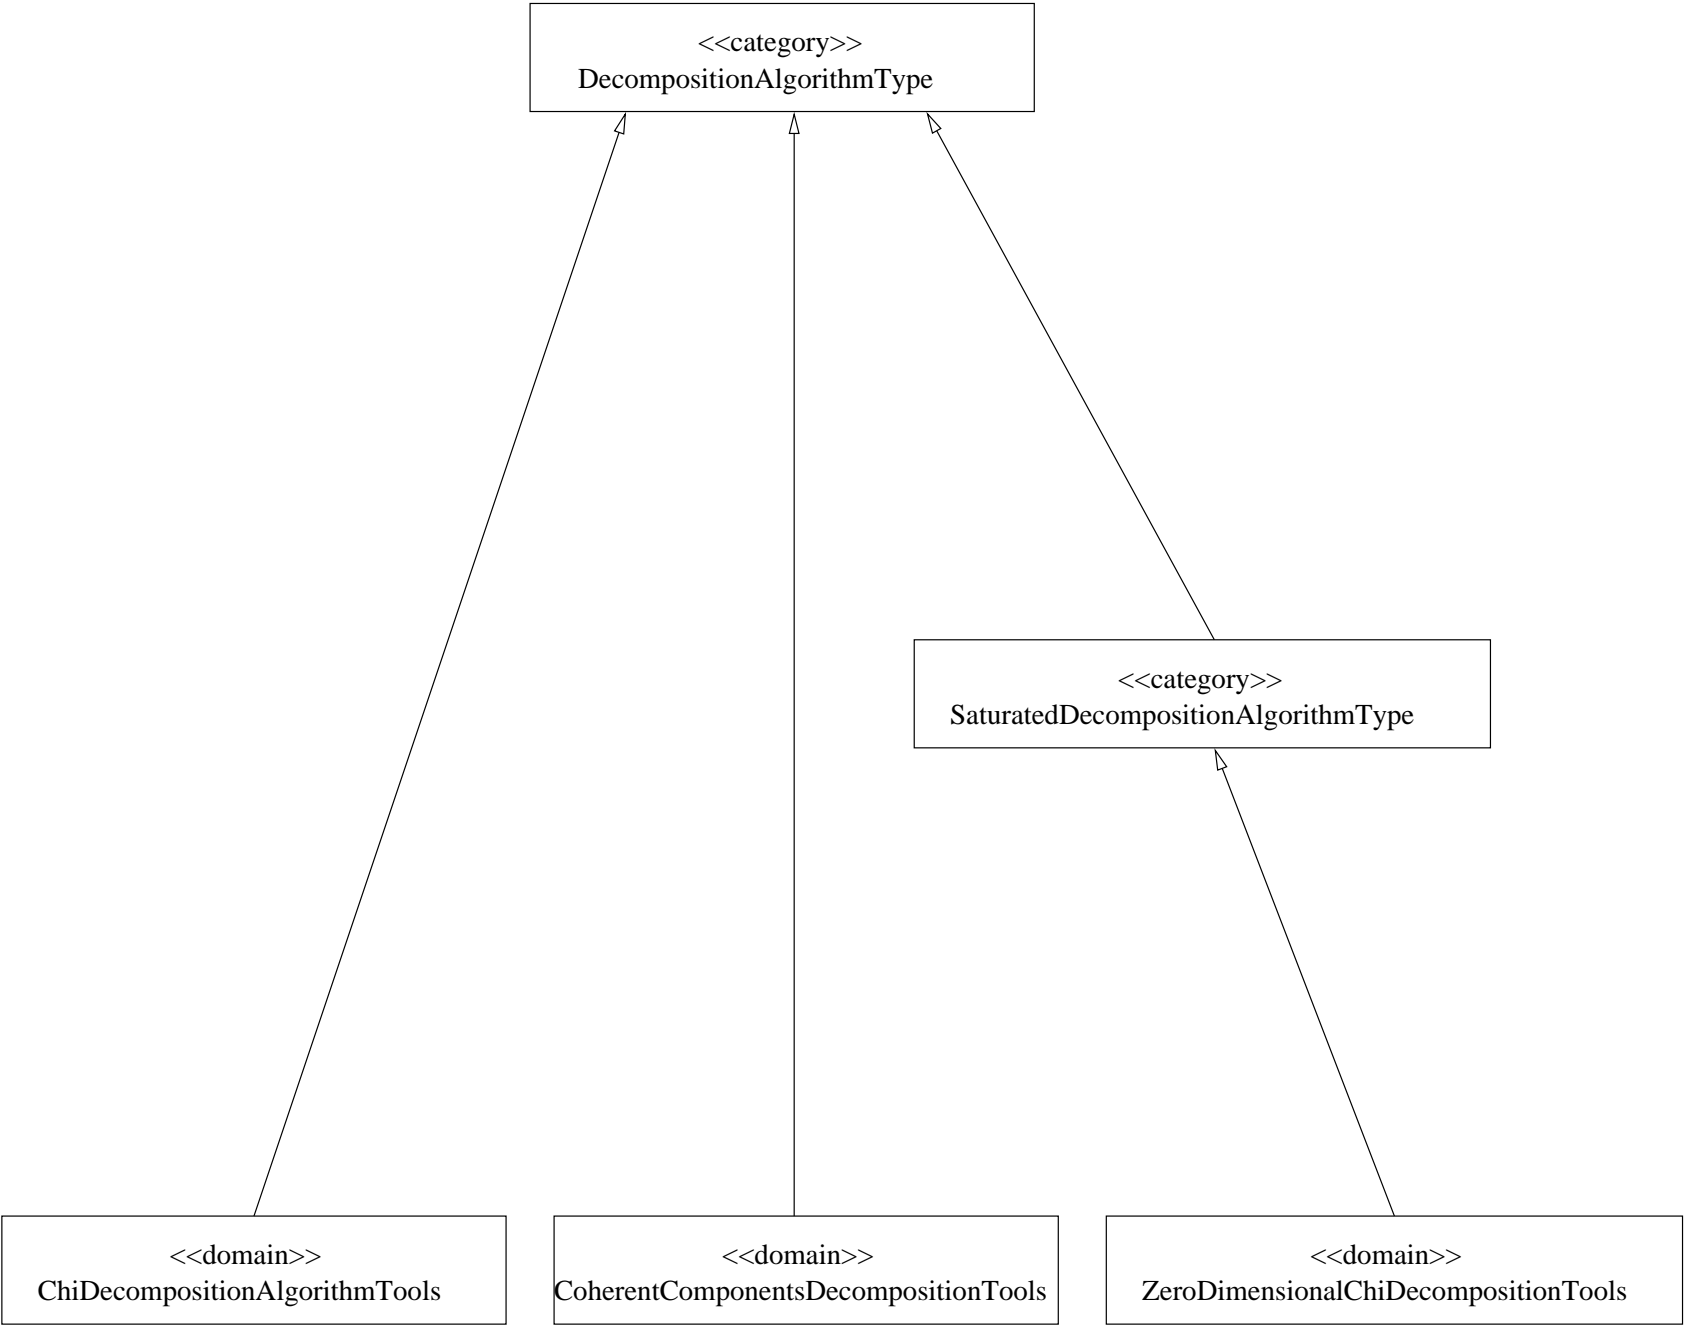 <<category>>
DecompositionAlgorithmType
<<category>>
SaturatedDecompositionAlgorithmType
<<domain>>
ChiDecompositionAlgorithmTools
<<domain>>
CoherentComponentsDecompositionTools
<<domain>>
ZeroDimensionalChiDecompositionTools